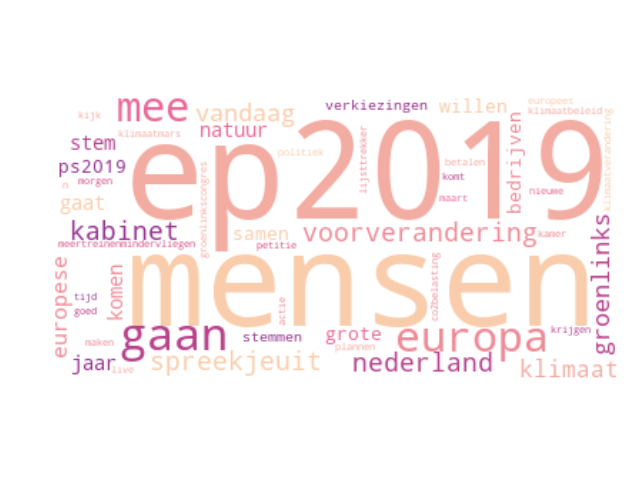 mee
vandaag
verkiezingen
willen
europees
klimaatbeleid
kijk
klimaatmars
natuur
stem
ps2019
n
morgen
gaat
ep2019
politiek
lijsttrekker
betalen
komt
maart
nieuwe
bedrijven
klimaatverandering
groenlinkscongres
kabinet
samen
voorverandering
kamer
meertreinenmindervliegen
petitie
mensen
europese
komen
tijd
goed
actie
co2belasting
groenlinks
gaan
stemmen
grote
europa
krijgen
maken
plannen
jaar
live
spreekjeuit
nederland
klimaat